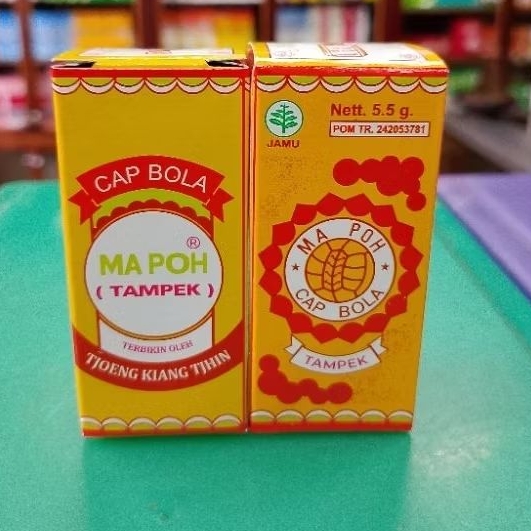 CAP BOLA
®
MA POH
( TAMPEK )
TERBIKIN OLEH
TJOENG KIANG TJHIN
JAMU
Nett. 5.5 g.
POM TR. 242053781
MA POH
CAP BOLA
TAMPEK